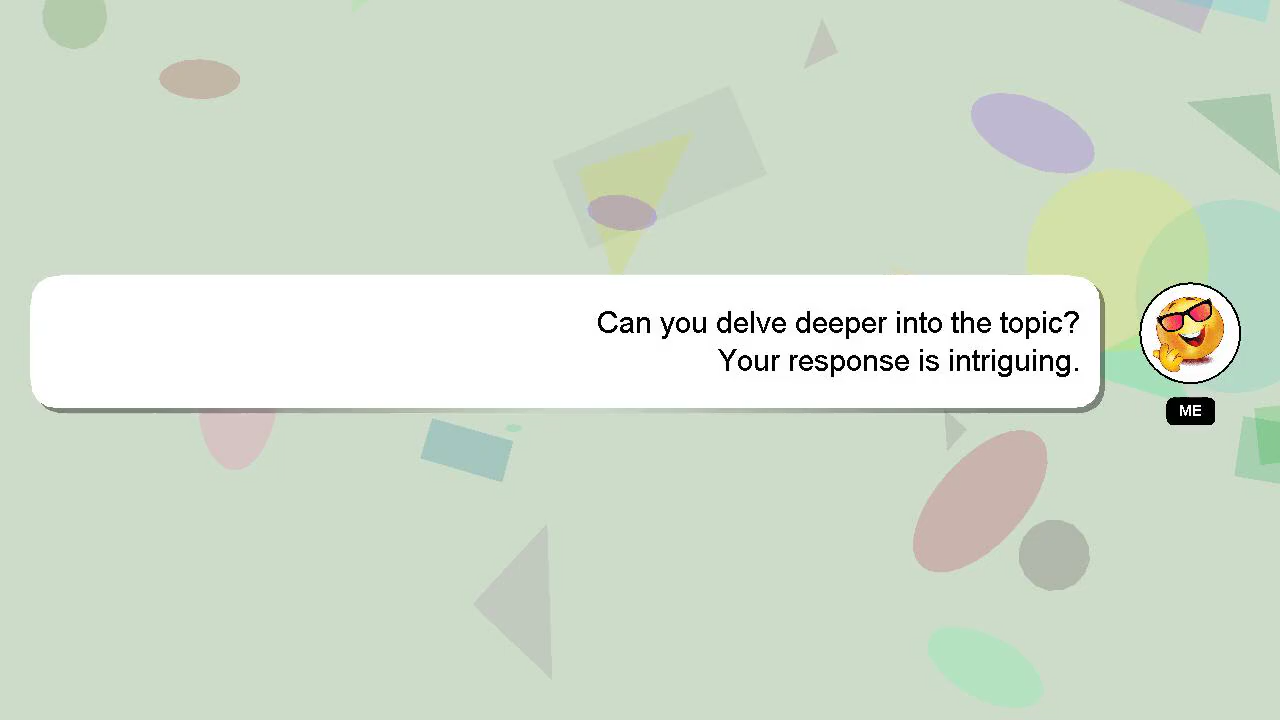 Can you delve deeper into the topic?
Your response is intriguing.
ME